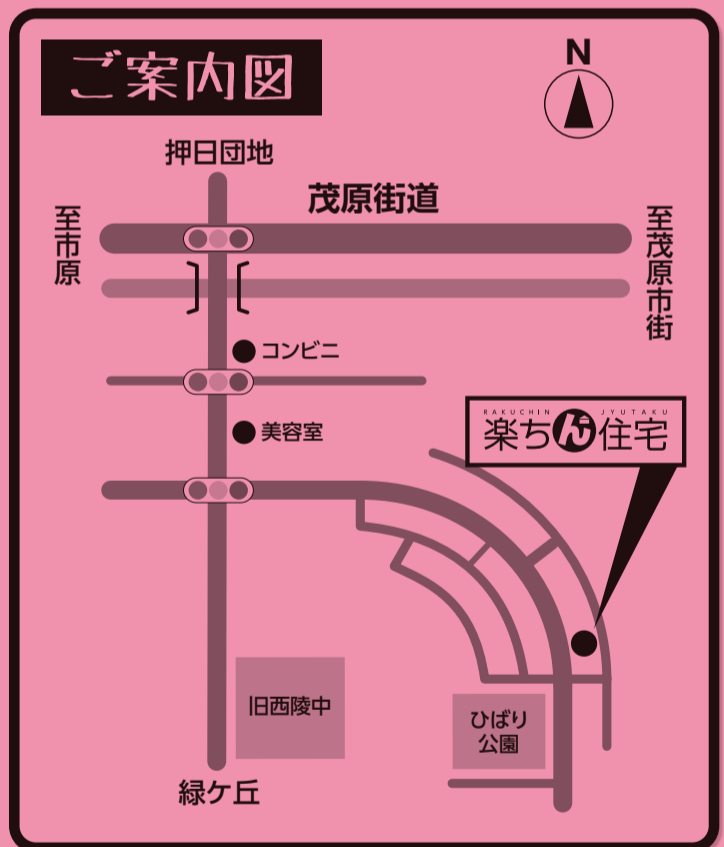 ご案内図
N
押日団地
茂原街道
至市原
至茂原市街
コンビニ
美容室
RAKUCHIN JYUTAKU
楽ちん住宅
旧西陵中
ひばり
公園
緑ケ丘